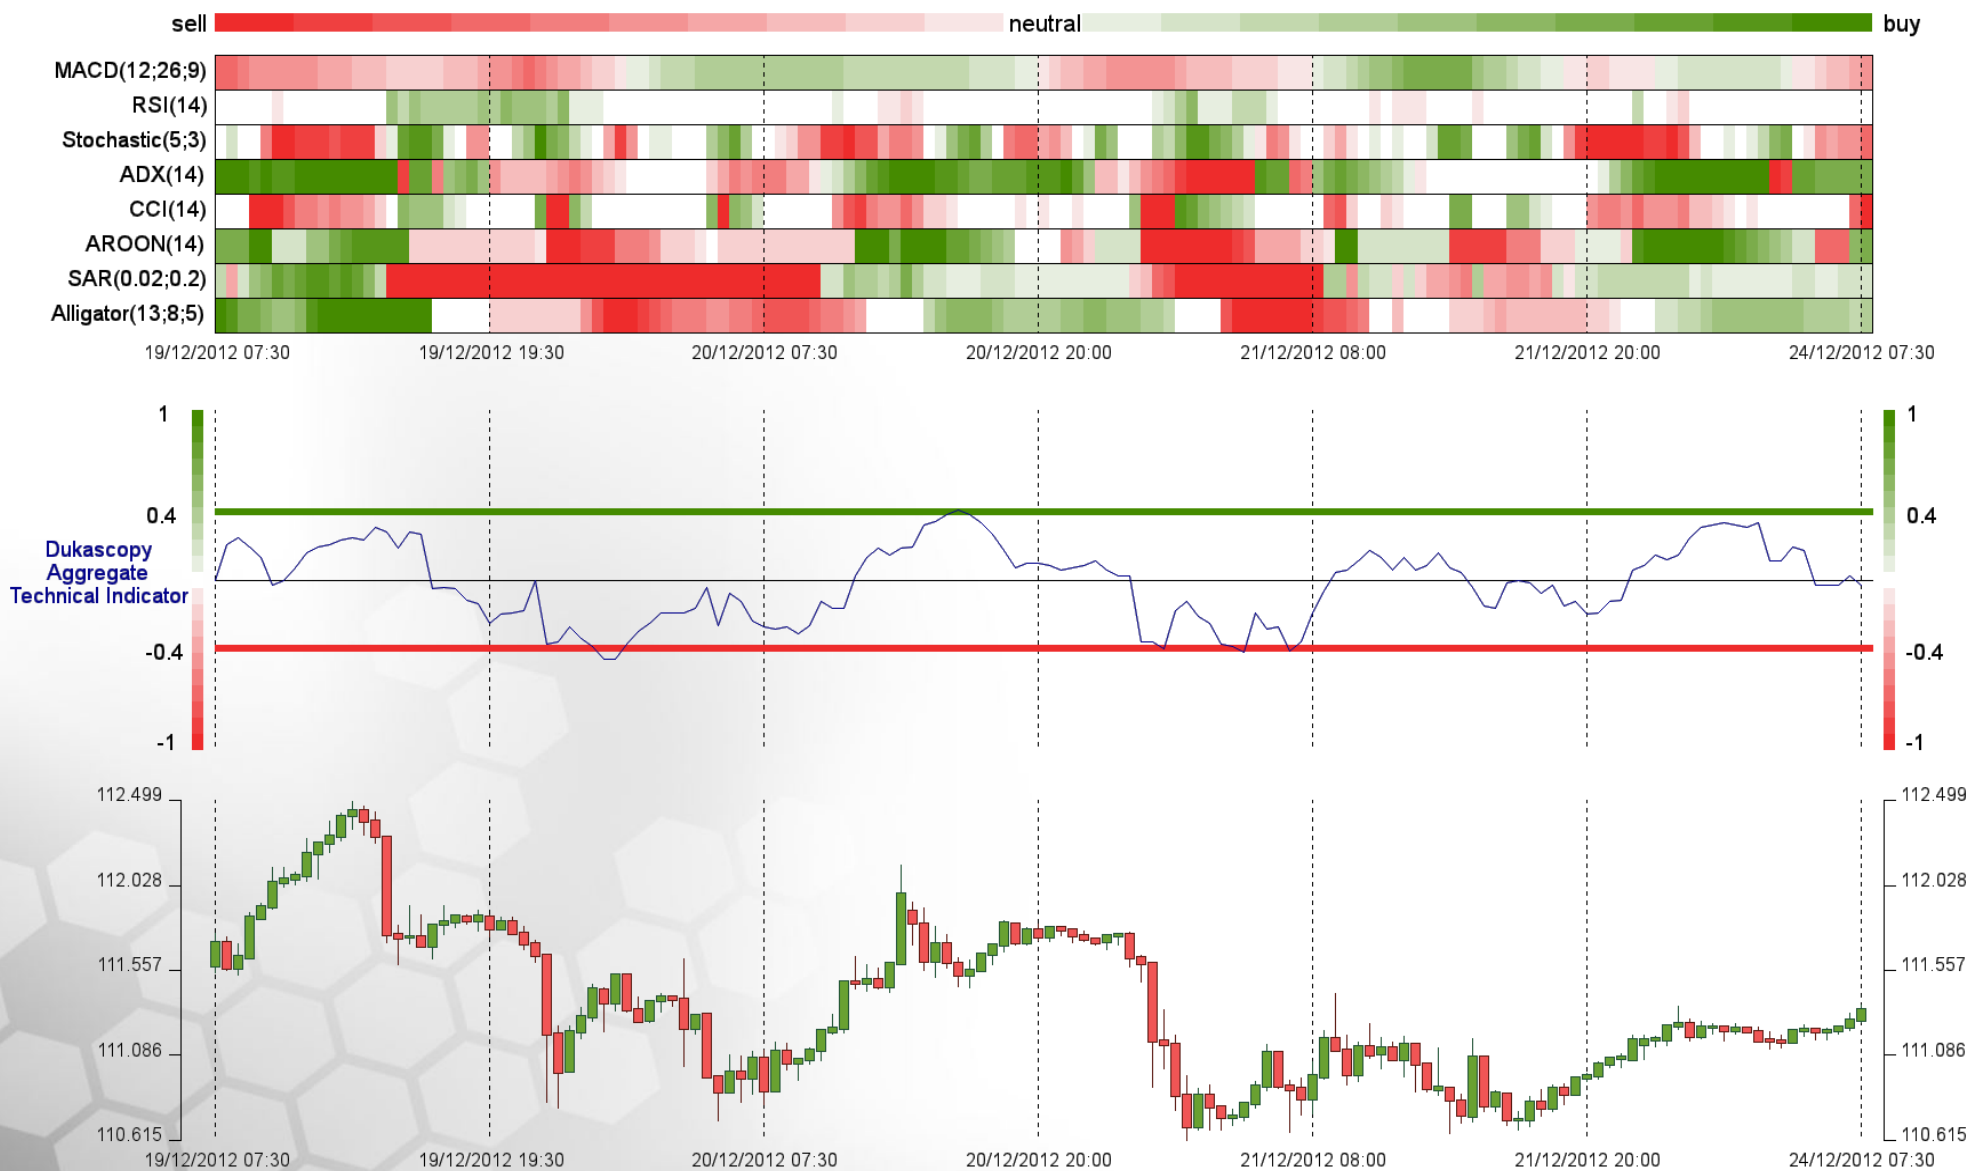 sell neutral buy
MACD(12;26;9)
RSI(14)
Stochastic(5;3)
ADX(14)
CCI(14)
AROON(14)
SAR(0.02;0.2)
Alligator(13;8;5)
19/12/2012 07:30 19/12/2012 19:30 20/12/2012 07:30 20/12/2012 20:00 21/12/2012 08:00 21/12/2012 20:00 24/12/2012 07:30
1 1
0.4 0.4
Dukascopy
Aggregate
Technical Indicator
-0.4 -0.4
-1 -1
112.499 112.499
112.028 112.028
111.557 111.557
111.086 111.086
110.615 110.615
19/12/2012 07:30 19/12/2012 19:30 20/12/2012 07:30 20/12/2012 20:00 21/12/2012 08:00 21/12/2012 20:00 24/12/2012 07:30